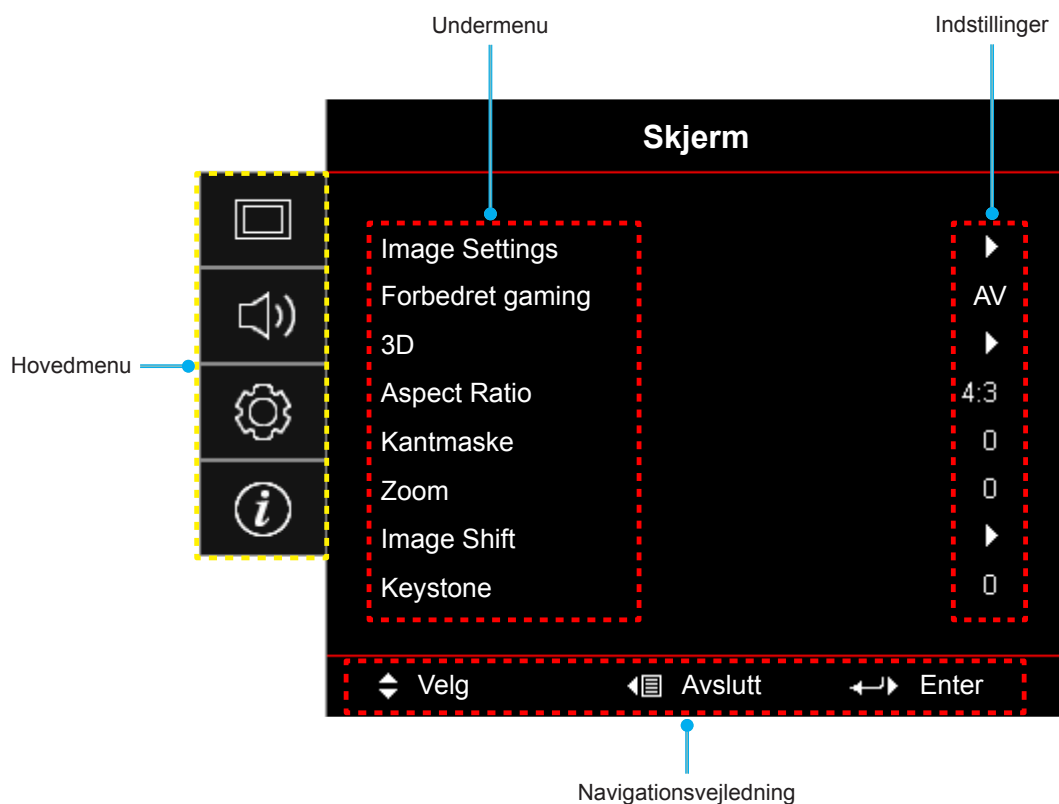 Undermenu
Indstillinger
Skjerm
Image Settings
Forbedret gaming AV
3D
Hovedmenu
Aspect Ratio 4:3
Kantmaske 0
Zoom 0
Image Shift
Keystone 0
Velg Avslutt Enter
Navigationsvejledning